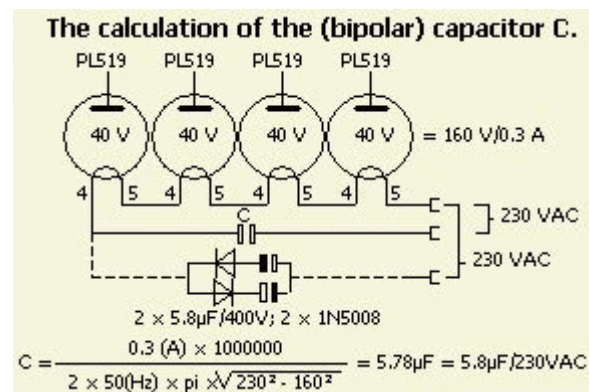 The calculation of the (bipolar) capacitor C.
PL519 PL519 PL519 PL519
40 V 40 V 40 V 40 V = 160 V/0.3 A
4 5 4 5 4 5 4 5
C
230 VAC
230 VAC
2 × 5.8µF/400V; 2 × 1N5008
C = 0.3 (A) × 1000000 / 2 × 50(Hz) × pi ×√230² - 160² = 5.78µF = 5.8µF/230VAC